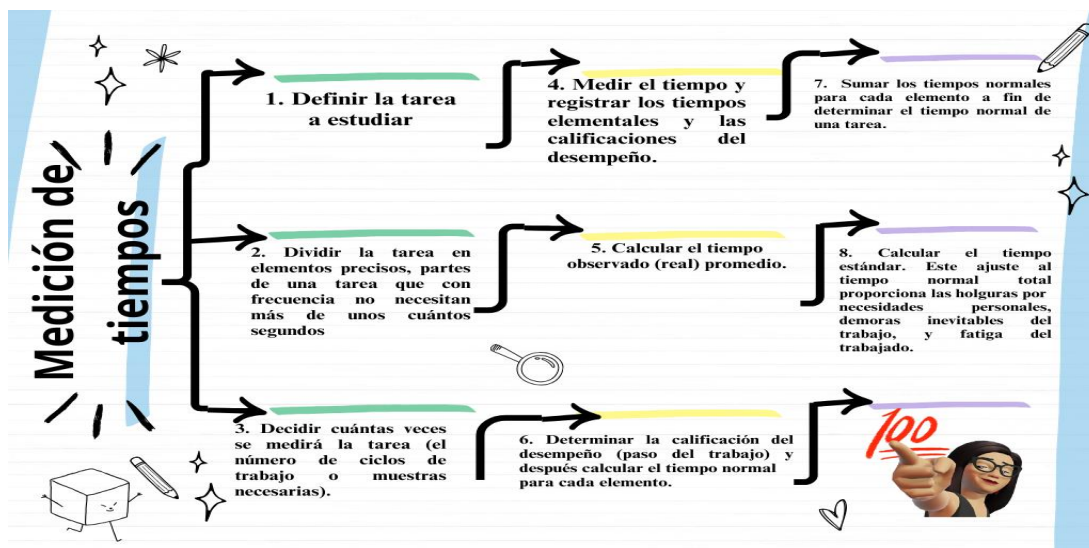 Medición de
tiempos
1. Definir la tarea
a estudiar
2. Dividir la tarea en
elementos precisos, partes
de una tarea que con
frecuencia no necesitan
más de unos cuántos
segundos
3. Decidir cuántas veces
se medirá la tarea (el
número de ciclos de
trabajo o muestras
necesarias).
4. Medir el tiempo y
registrar los tiempos
elementales y las
calificaciones del
desempeño.
5. Calcular el tiempo
observado (real) promedio.
6. Determinar la calificación del
desempeño (paso del trabajo) y
después calcular el tiempo normal
para cada elemento.
7. Sumar los tiempos normales
para cada elemento a fin de
determinar el tiempo normal de
una tarea.
8. Calcular el tiempo
estándar. Este ajuste al
tiempo normal total
proporciona las holguras por
necesidades personales,
demoras inevitables del
trabajo, y fatiga del
trabajado.
100